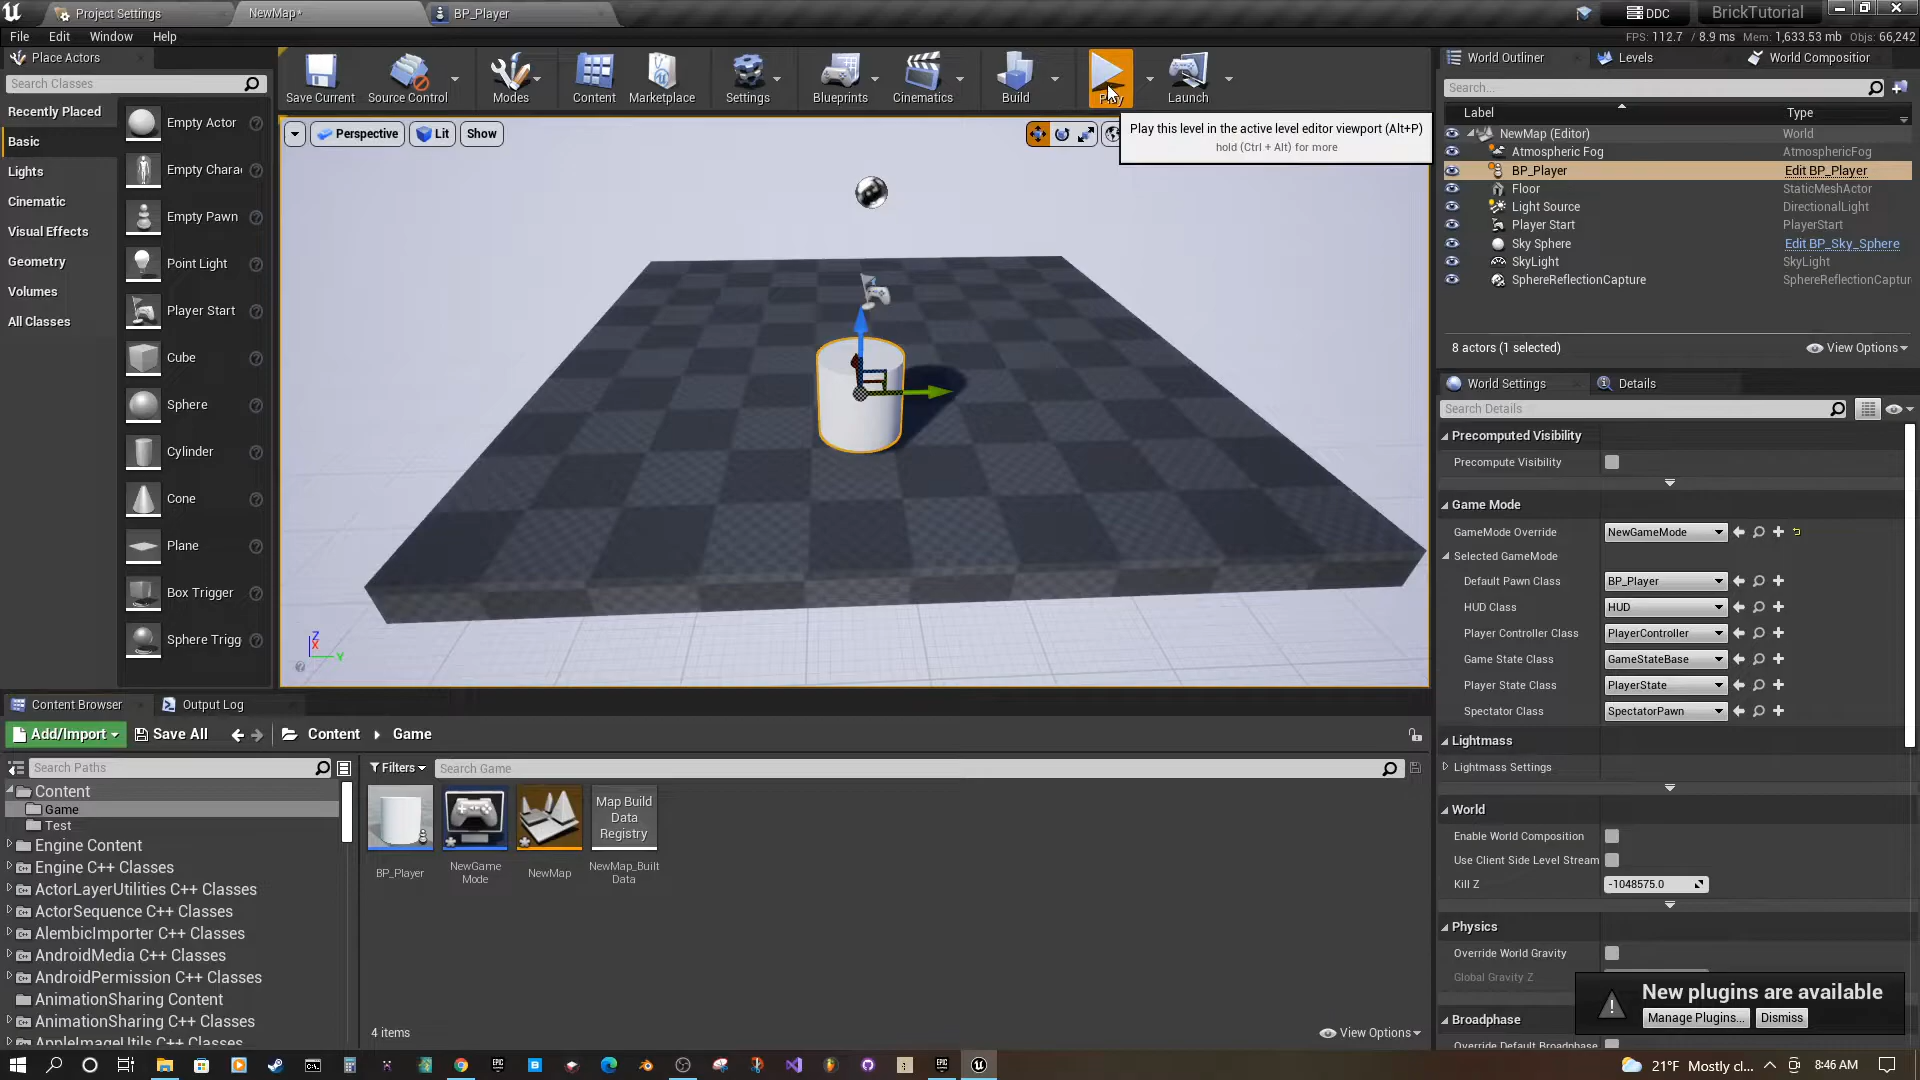 Project Settings
NewMap*
BP_Player
DDC
BrickTutorial
File Edit Window Help
FPS: 112.7 / 8.9 ms Mem: 1,633.53 mb Objs: 66,242
Place Actors
Search Classes
Recently Placed
Basic
Lights
Cinematic
Visual Effects
Geometry
Volumes
All Classes
Empty Actor
Empty Chara
Empty Pawn
Point Light
Player Start
Cube
Sphere
Cylinder
Cone
Plane
Box Trigger
Sphere Trigg
Save Current
Source Control
Modes
Content
Marketplace
Settings
Blueprints
Cinematics
Build
Play
Launch
Play this level in the active level editor viewport (Alt+P)
hold (Ctrl + Alt) for more
Perspective
Lit
Show
Z
X
Y
World Outliner
Levels
World Compositior
Search...
Label Type
NewMap (Editor) World
Atmospheric Fog AtmosphericFog
BP_Player Edit BP_Player
Floor StaticMeshActor
Light Source DirectionalLight
Player Start PlayerStart
Sky Sphere Edit BP_Sky_Sphere
SkyLight SkyLight
SphereReflectionCapture SphereReflectionCaptur
8 actors (1 selected)
View Options
World Settings
Details
Search Details
Precomputed Visibility
Precompute Visibility
Game Mode
GameMode Override NewGameMode
Selected GameMode
Default Pawn Class BP_Player
HUD Class HUD
Player Controller Class PlayerController
Game State Class GameStateBase
Player State Class PlayerState
Spectator Class SpectatorPawn
Lightmass
Lightmass Settings
World
Enable World Composition
Use Client Side Level Stream
Kill Z -1048575.0
Physics
Override World Gravity
Global Gravity Z
Broadphase
Override Default Broadphase
New plugins are available
Manage Plugins... Dismiss
Content Browser
Output Log
Add/Import
Save All
Content
Game
Search Paths
Filters
Search Game
Content
Game
Test
Engine Content
Engine C++ Classes
ActorLayerUtilities C++ Classes
ActorSequence C++ Classes
AlembicImporter C++ Classes
AndroidMedia C++ Classes
AndroidPermission C++ Classes
AnimationSharing Content
AnimationSharing C++ Classes
AppleImageUtils C++ Classes
Map Build
Data
Registry
BP_Player
NewGame
Mode
NewMap
NewMap_Built
Data
4 items
View Options
21°F Mostly cl...
8:46 AM